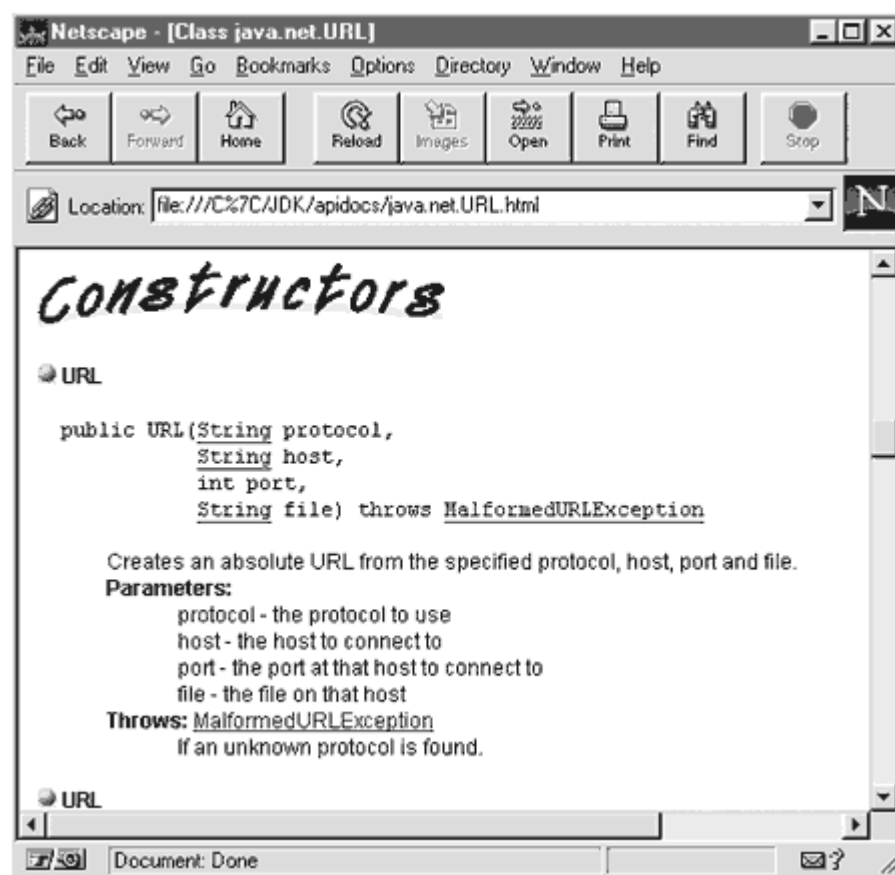 Netscape - [Class java.net.URL]
File Edit View Go Bookmarks Options Directory Window Help
Back Forward Home Reload Images Open Print Find Stop
Location: file:///C%7C/JDK/apidocs/java.net.URL.html
N
Constructors
URL
public URL(String protocol,
String host,
int port,
String file) throws MalformedURLException
Creates an absolute URL from the specified protocol, host, port and file.
Parameters:
protocol - the protocol to use
host - the host to connect to
port - the port at that host to connect to
file - the file on that host
Throws: MalformedURLException
If an unknown protocol is found.
URL
Document: Done
?